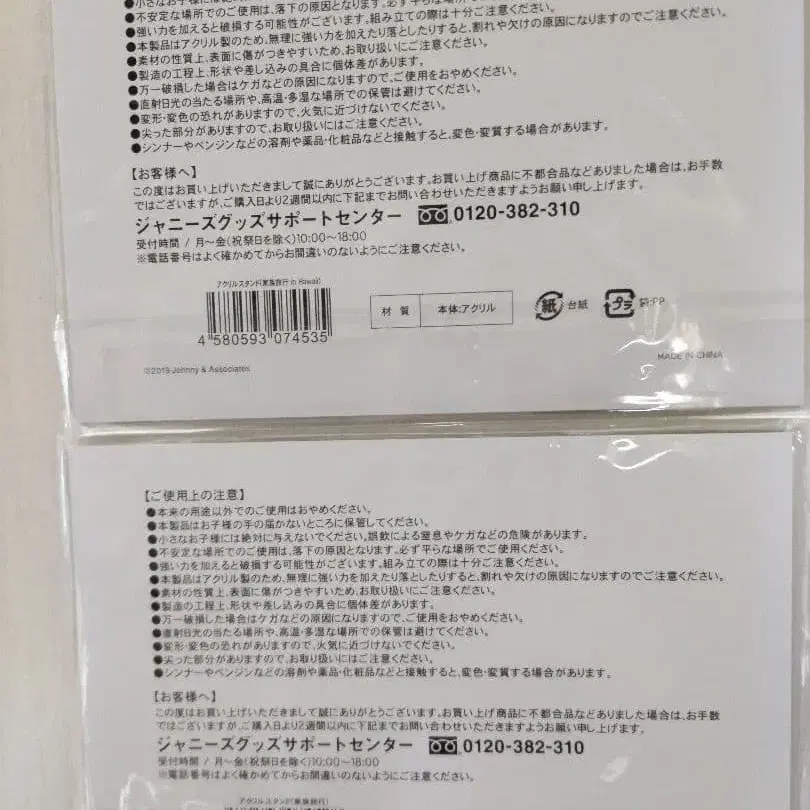 ●不安定な場所でのご使用は、落下の原因となります。必ず平らな場所で
●強い力を加えると破損する可能性がございます。組み立ての際は十分ご注意ください。
●本製品はアクリル製のため、無理に強い力を加えたり落としたりすると、割れや欠けの原因になりますのでご注意ください。
●素材の性質上、表面に傷がつきやすいため、お取り扱いにご注意ください。
●製造の工程上、形状や差し込みの具合に個体差があります。
●万一破損した場合はケガなどの原因になりますので、ご使用をおやめください。
●直射日光の当たる場所や、高温・多湿な場所での保管は避けてください。
●変形・変色の恐れがありますので、火気に近づけないでください。
●尖った部分がありますので、お取り扱いにはご注意ください。
●シンナーやベンジンなどの溶剤や薬品・化粧品などと接触すると、変色・変質する場合があります。
【お客様へ】
この度はお買い上げいただきまして誠にありがとうございます。お買い上げ商品に不都合品などありました場合は、お手数
ではございますが、ご購入日より2週間以内に下記までお問い合わせいただきますようお願い申し上げます。
ジャニーズグッズサポートセンター 0120-382-310
受付時間 / 月〜金(祝祭日を除く)10:00〜18:00
※電話番号はよく確かめてからお間違いのないようにご注意ください。
アクリルスタンド(家族旅行 in Hawaii)
4 580593 074535
材 質 本体:アクリル
紙 台紙 プラ 袋:PP
©2019 Johnny & Associates
MADE IN CHINA
【ご使用上の注意】
●本来の用途以外でのご使用はおやめください。
●本製品はお子様の手の届かないところに保管してください。
●小さなお子様には絶対に与えないでください。誤飲による窒息やケガなどの危険があります。
●不安定な場所でのご使用は、落下の原因となります。必ず平らな場所でご使用ください。
●強い力を加えると破損する可能性がございます。組み立ての際は十分ご注意ください。
●本製品はアクリル製のため、無理に強い力を加えたり落としたりすると、割れや欠けの原因になりますのでご注意ください。
●素材の性質上、表面に傷がつきやすいため、お取り扱いにご注意ください。
●製造の工程上、形状や差し込みの具合に個体差があります。
●万一破損した場合はケガなどの原因になりますので、ご使用をおやめください。
●直射日光の当たる場所や、高温・多湿な場所での保管は避けてください。
●変形・変色の恐れがありますので、火気に近づけないでください。
●尖った部分がありますので、お取り扱いにはご注意ください。
●シンナーやベンジンなどの溶剤や薬品・化粧品などと接触すると、変色・変質する場合があります。
【お客様へ】
この度はお買い上げいただきまして誠にありがとうございます。お買い上げ商品に不都合品などありました場合は、お手数
ではございますが、ご購入日より2週間以内に下記までお問い合わせいただきますようお願い申し上げます。
ジャニーズグッズサポートセンター 0120-382-310
受付時間 / 月〜金(祝祭日を除く)10:00〜18:00
※電話番号はよく確かめてからお間違いのないようにご注意ください。
アクリルスタンド(家族旅行)